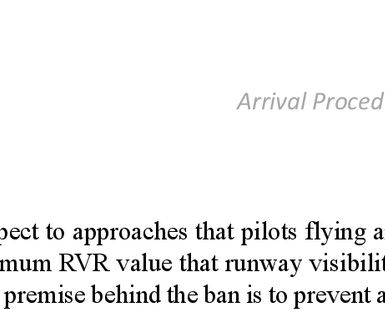 Arrival Proced
pect to approaches that pilots flying a
mum RVR value that runway visibilit
premise behind the ban is to prevent a